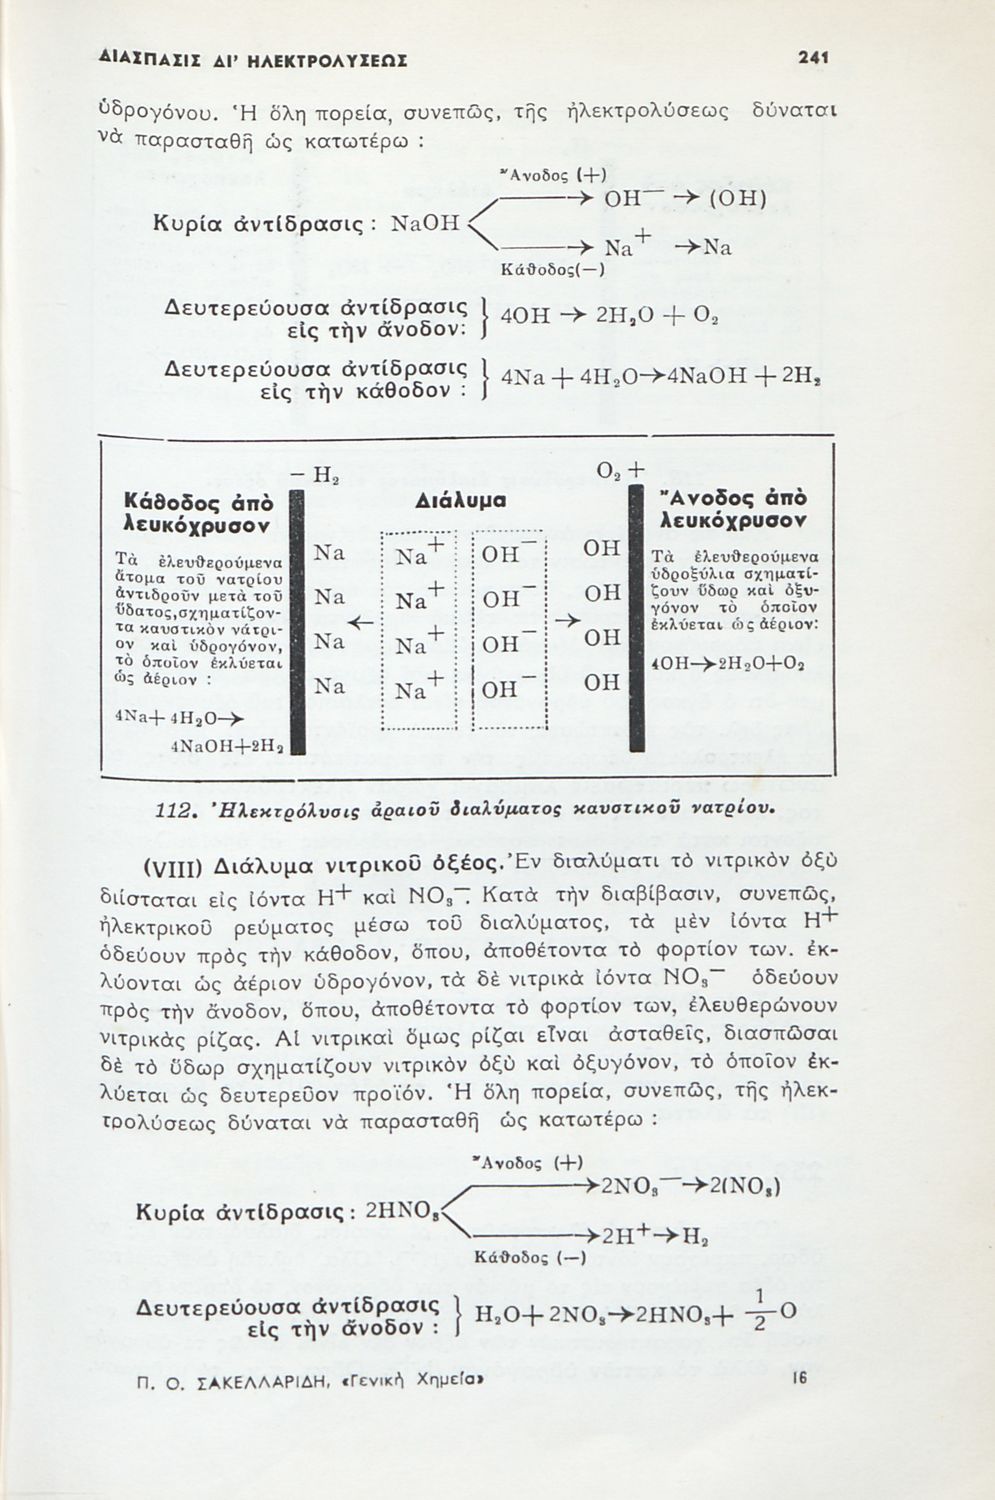 ΔΙΑΣΠΑΣΙΣ ΔΙ' ΗΛΕΚΤΡΟΛΥΣΕΩΣ 241
ὑδρογόνου. Ἡ ὅλη πορεία, συνεπῶς, τῆς ἠλεκτρολύσεως δύναται
νὰ παρασταθῇ ὡς κατωτέρω :
Ἄνοδος (+)
→ OH⁻ → (OH)
Κυρία ἀντίδρασις : NaOH
→ Na⁺ →Na
Κάθοδος(—)
Δευτερεύουσα ἀντίδρασις
εἰς τὴν ἄνοδον: } 4OH → 2H₂O + O₂
Δευτερεύουσα ἀντίδρασις
εἰς τὴν κάθοδον : } 4Na + 4H₂O→4NaOH + 2H₂
– H₂ O₂ +
Κάθοδος ἀπὸ
λευκόχρυσον
Τὰ ἐλευθερούμενα
ἄτομα τοῦ νατρίου
ἀντιδροῦν μετὰ τοῦ
ὕδατος,σχηματίζον-
τα καυστικὸν νάτρι-
ον καὶ ὑδρογόνον,
τὸ ὁποῖον ἐκλύεται
ὡς ἀέριον :
4Na+4H₂O→
4NaOH+2H₂
Διάλυμα
Na Na⁺ OH⁻ OH
Na Na⁺ OH⁻ OH
← →
Na Na⁺ OH⁻ OH
Na Na⁺ OH⁻ OH
Ἄνοδος ἀπὸ
λευκόχρυσον
Τὰ ἐλευθερούμενα
ὑδροξύλια σχηματί-
ζουν ὕδωρ καὶ ὀξυ-
γόνον τὸ ὁποῖον
ἐκλύεται ὡς ἀέριον:
4OH→2H₂O+O₂
112. Ἠλεκτρόλυσις ἀραιοῦ διαλύματος καυστικοῦ νατρίου.
(VIII) Διάλυμα νιτρικοῦ ὀξέος. Ἐν διαλύματι τὸ νιτρικὸν ὀξὺ
διίσταται εἰς ἰόντα H⁺ καὶ NO₃⁻. Κατὰ τὴν διαβίβασιν, συνεπῶς,
ἠλεκτρικοῦ ρεύματος μέσω τοῦ διαλύματος, τὰ μὲν ἰόντα H⁺
ὁδεύουν πρὸς τὴν κάθοδον, ὅπου, ἀποθέτοντα τὸ φορτίον των. ἐκ-
λύονται ὡς ἀέριον ὑδρογόνον, τὰ δὲ νιτρικὰ ἰόντα NO₃⁻ ὁδεύουν
πρὸς τὴν ἄνοδον, ὅπου, ἀποθέτοντα τὸ φορτίον των, ἐλευθερώνουν
νιτρικὰς ρίζας. Αἱ νιτρικαὶ ὅμως ρίζαι εἶναι ἀσταθεῖς, διασπῶσαι
δὲ τὸ ὕδωρ σχηματίζουν νιτρικὸν ὀξὺ καὶ ὀξυγόνον, τὸ ὁποῖον ἐκ-
λύεται ὡς δευτερεῦον προϊόν. Ἡ ὅλη πορεία, συνεπῶς, τῆς ἠλεκ-
τρολύσεως δύναται νὰ παρασταθῇ ὡς κατωτέρω :
Ἄνοδος (+)
→2NO₃⁻→2(NO₃)
Κυρία ἀντίδρασις : 2HNO₃
→2H⁺→H₂
Κάθοδος (—)
Δευτερεύουσα ἀντίδρασις
εἰς τὴν ἄνοδον : } H₂O+2NO₃→2HNO₃+ ½ O
Π. Ο. ΣΑΚΕΛΛΑΡΙΔΗ, «Γενικὴ Χημεία» 16